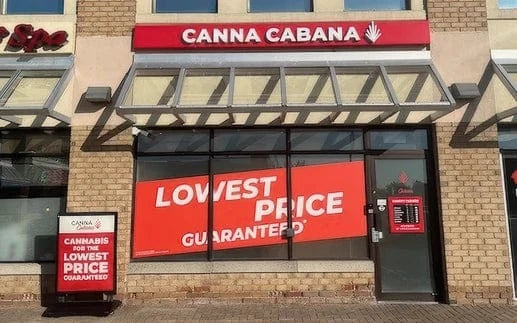 Spa
CANNA CABANA
LOWEST
PRICE
GUARANTEED*
CANNA
Cabana
CANNABIS
FOR THE
LOWEST
PRICE
GUARANTEED*